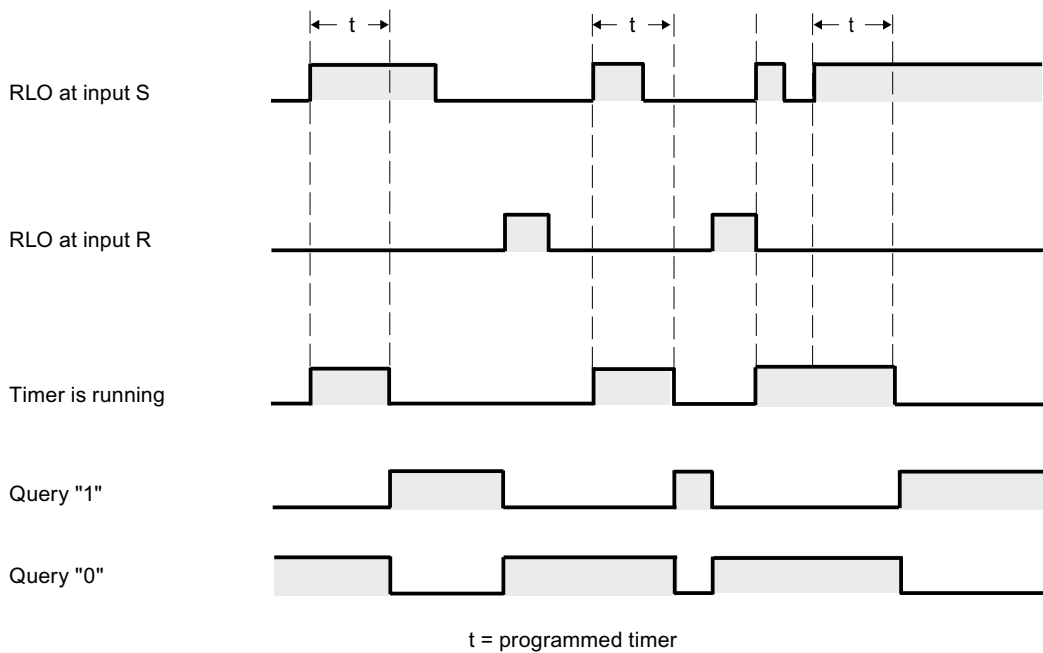 t t t
RLO at input S
RLO at input R
Timer is running
Query "1"
Query "0"
t = programmed timer